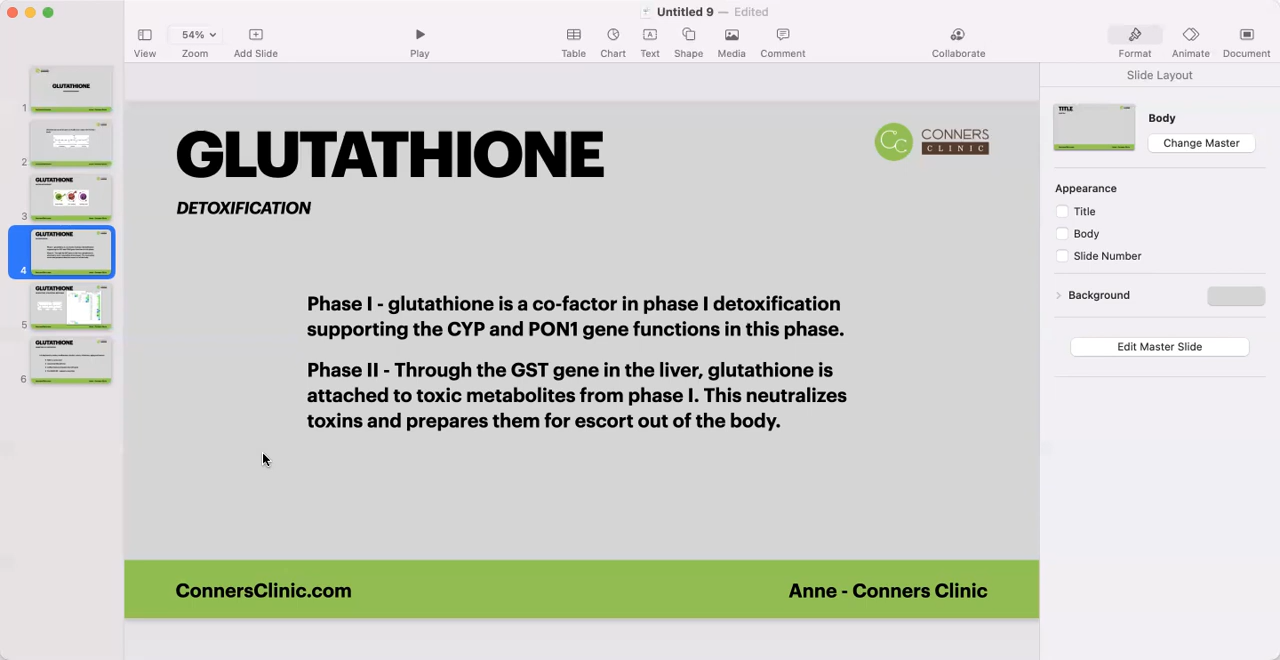 Untitled 9 — Edited
54%
View
Zoom
Add Slide
Play
Table
Chart
Text
Shape
Media
Comment
Collaborate
Format
Animate
Document
1
GLUTATHIONE
2
3
GLUTATHIONE
4
GLUTATHIONE
5
GLUTATHIONE
6
GLUTATHIONE
GLUTATHIONE
DETOXIFICATION
CC
CONNERS
CLINIC
Phase I - glutathione is a co-factor in phase I detoxification
supporting the CYP and PON1 gene functions in this phase.
Phase II - Through the GST gene in the liver, glutathione is
attached to toxic metabolites from phase I. This neutralizes
toxins and prepares them for escort out of the body.
ConnersClinic.com
Anne - Conners Clinic
Slide Layout
TITLE
Body
Change Master
Appearance
Title
Body
Slide Number
Background
Edit Master Slide